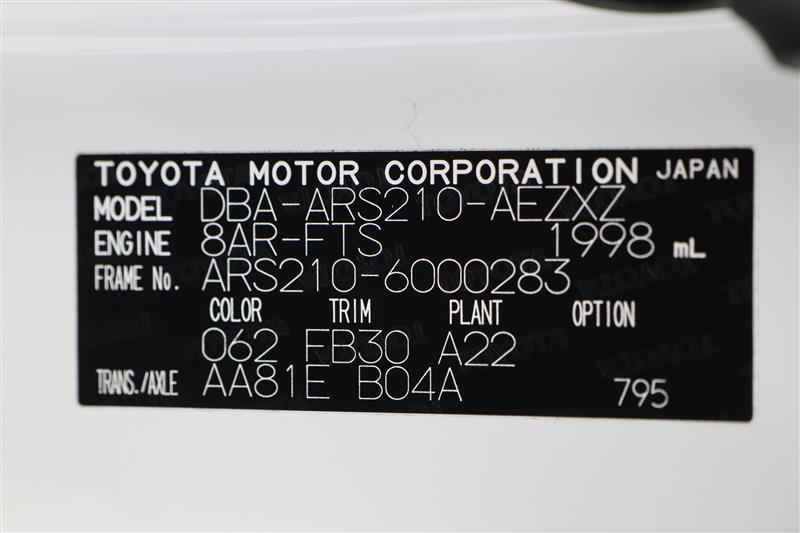 TOYOTA MOTOR CORPORATION JAPAN
MODEL DBA-ARS210-AEZXZ
ENGINE 8AR-FTS 1998 mL
FRAME No. ARS210-6000283
COLOR TRIM PLANT OPTION
062 FB30 A22
TRANS./AXLE AA81E B04A 795